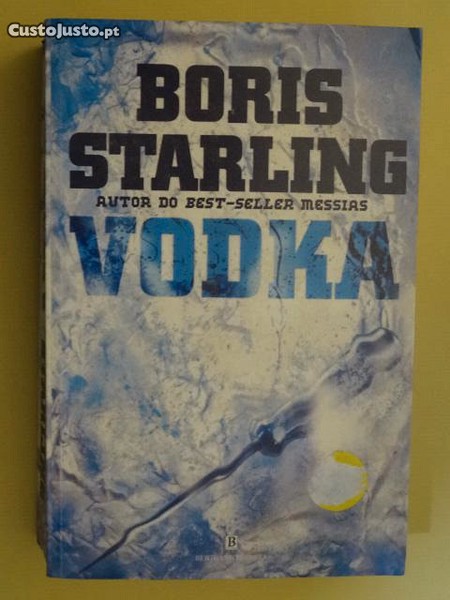 CustoJusto.pt
BORIS
STARLING
AUTOR DO BEST-SELLER MESSIAS
VODKA
B